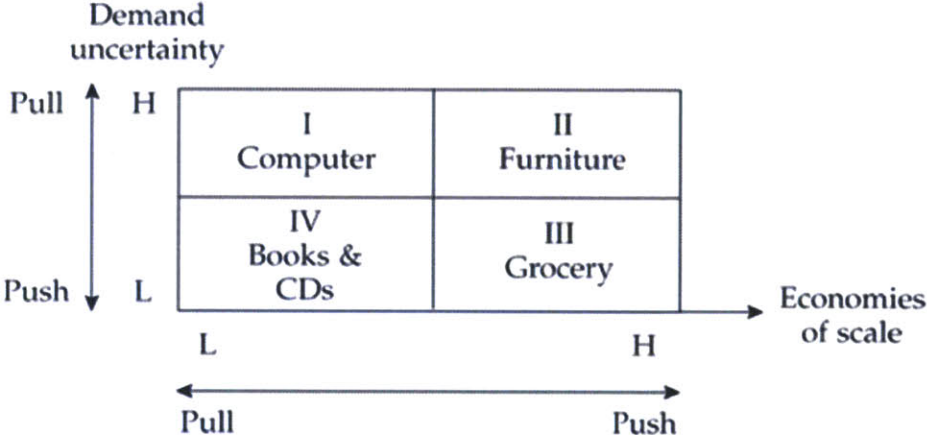 Demand
uncertainty
Pull
H
I
Computer
II
Furniture
IV
Books &
CDs
III
Grocery
Push
L
Economies
of scale
L
H
Pull
Push